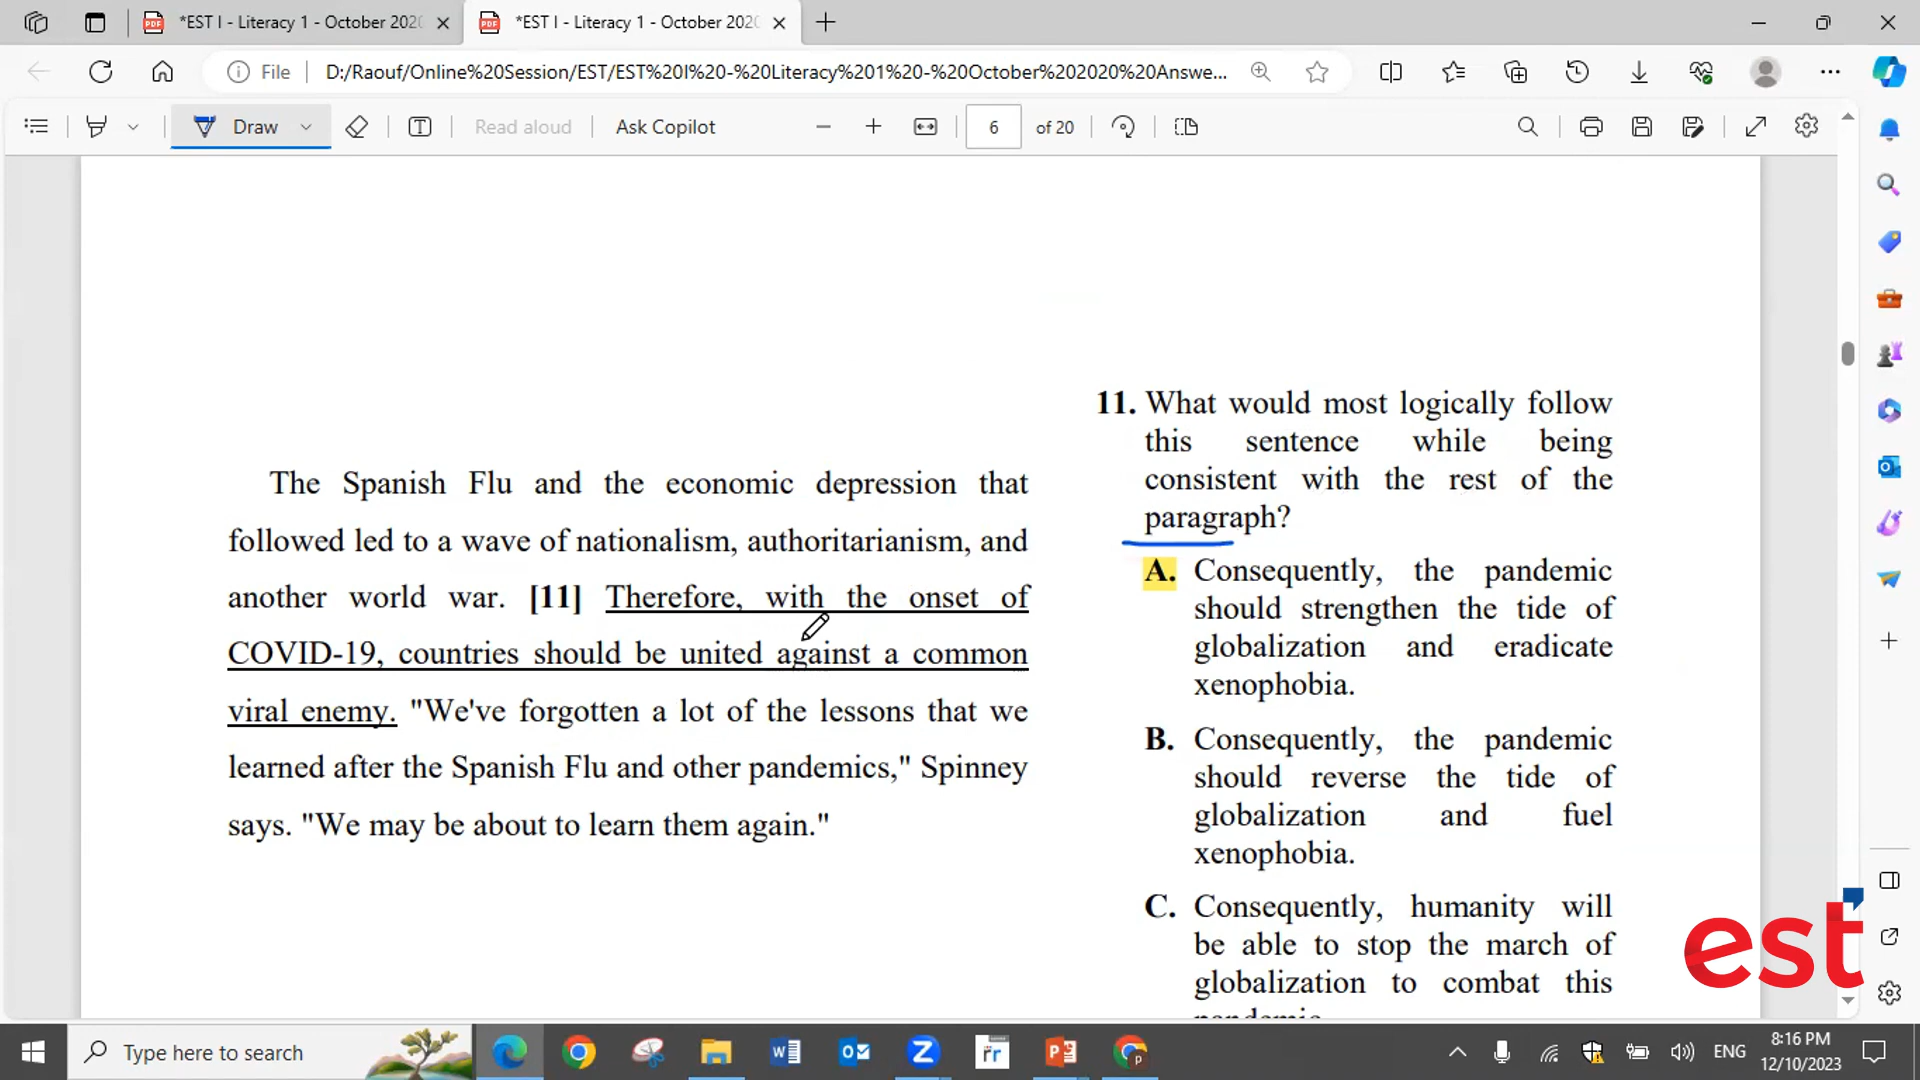 *EST I - Literacy 1 - October 2020
*EST I - Literacy 1 - October 2020
File
D:/Raouf/Online%20Session/EST/EST%20I%20-%20Literacy%201%20-%20October%202020%20Answe...
Draw
Read aloud
Ask Copilot
6
of 20
The Spanish Flu and the economic depression that
followed led to a wave of nationalism, authoritarianism, and
another world war. [11] Therefore, with the onset of
COVID-19, countries should be united against a common
viral enemy. "We've forgotten a lot of the lessons that we
learned after the Spanish Flu and other pandemics," Spinney
says. "We may be about to learn them again."
11. What would most logically follow
this sentence while being
consistent with the rest of the
paragraph?
A. Consequently, the pandemic
should strengthen the tide of
globalization and eradicate
xenophobia.
B. Consequently, the pandemic
should reverse the tide of
globalization and fuel
xenophobia.
C. Consequently, humanity will
be able to stop the march of
globalization to combat this
pandemic.
est
Type here to search
ENG
8:16 PM
12/10/2023